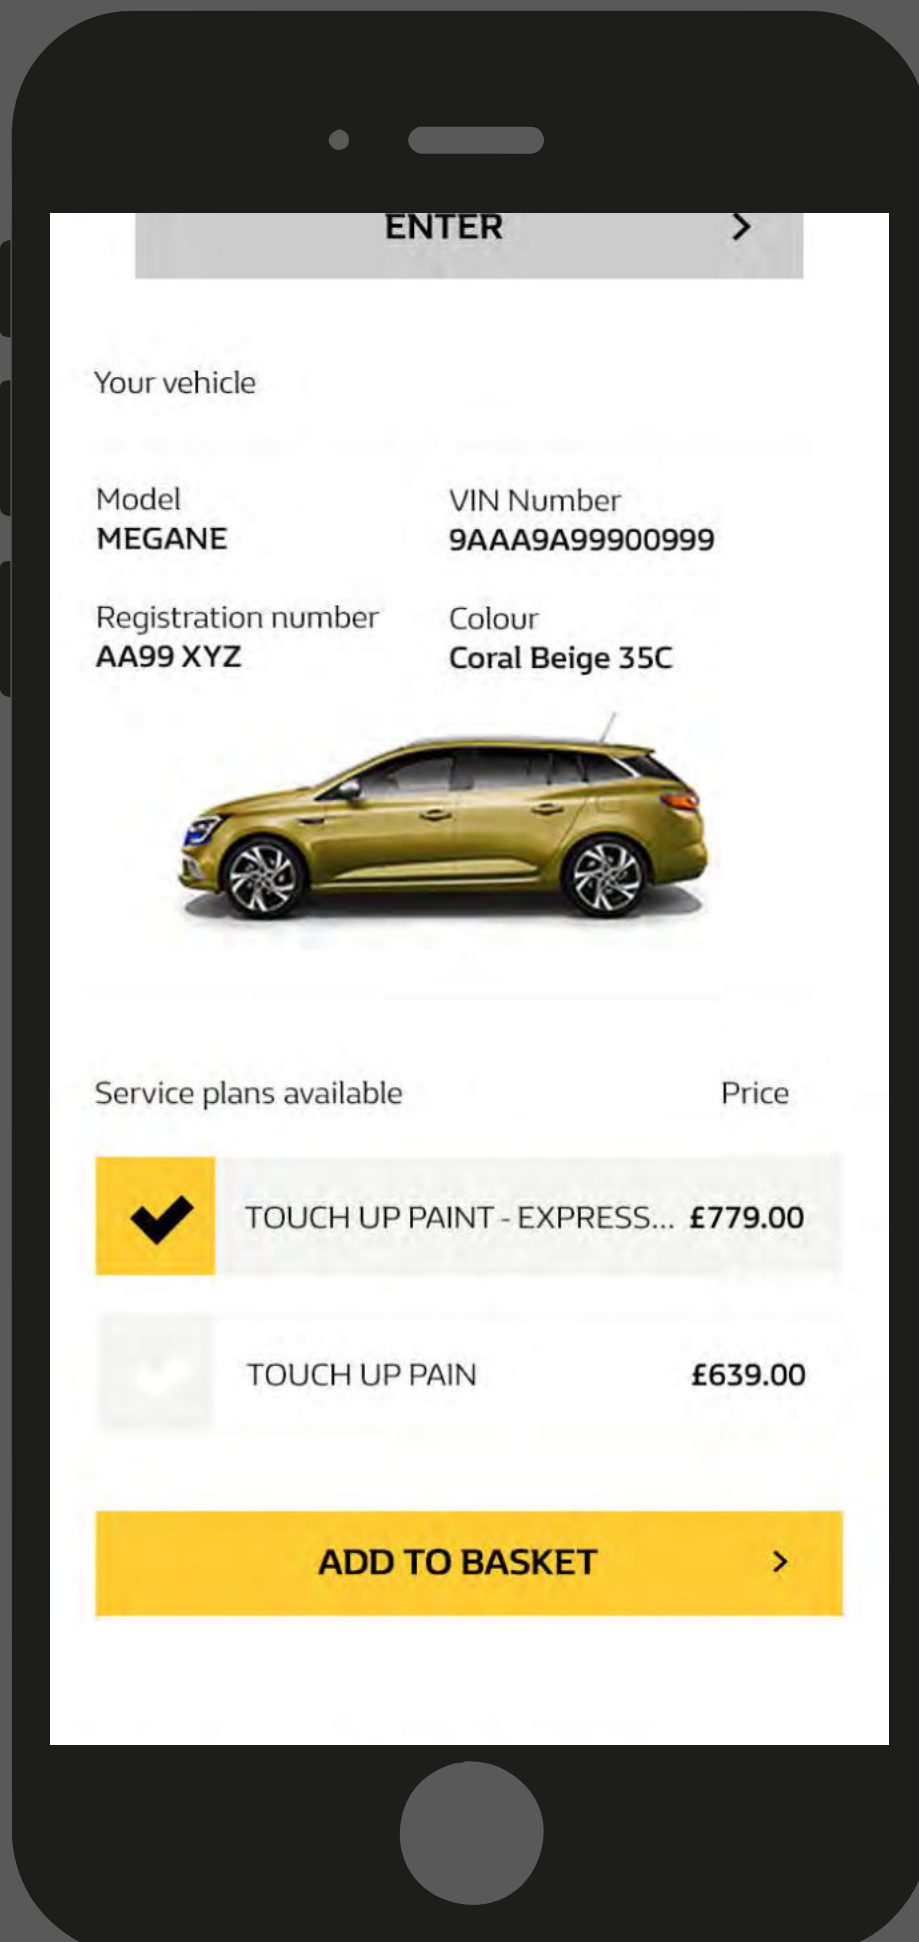 ENTER
Your vehicle
Model
MEGANE
VIN Number
9AAA9A99900999
Registration number
AA99 XYZ
Colour
Coral Beige 35C
Service plans available
Price
TOUCH UP PAINT - EXPRESS... £779.00
TOUCH UP PAIN £639.00
ADD TO BASKET